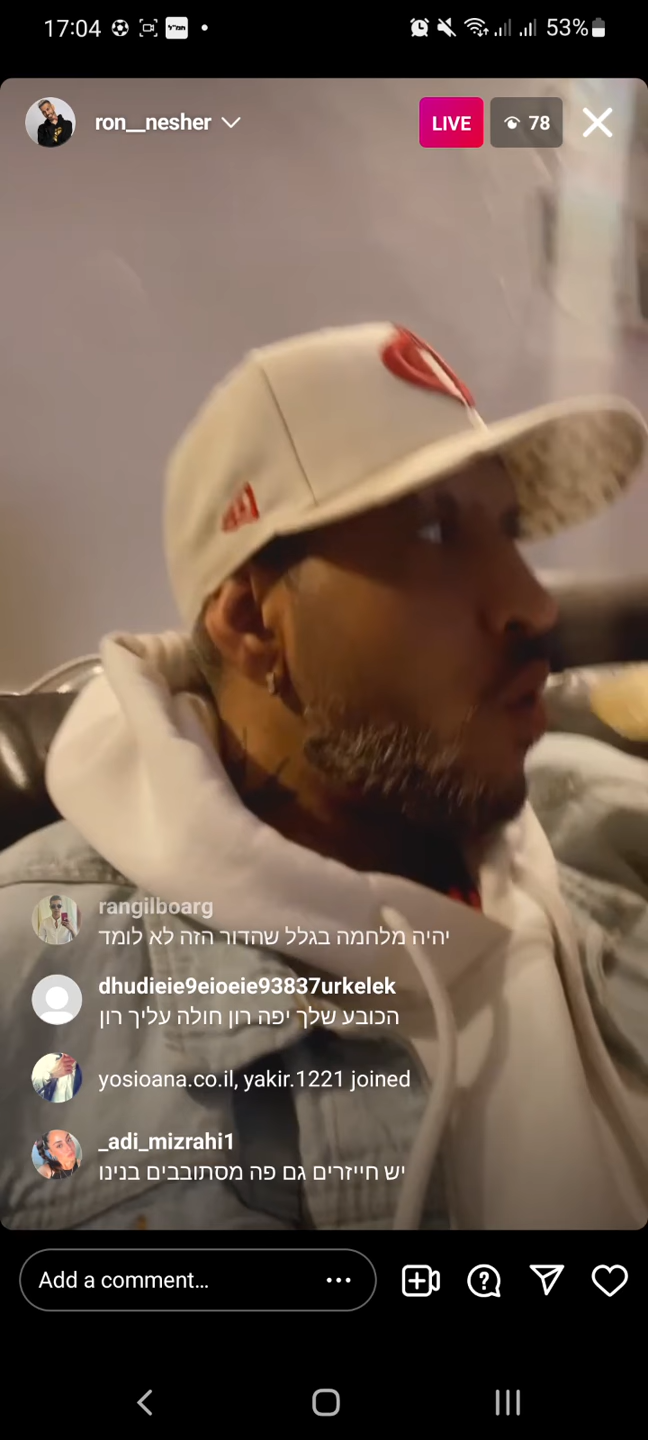 17:04
53%
ron__nesher
LIVE
78
rangilboarg
יהיה מלחמה בגלל שהדור הזה לא לומד
dhudieie9eioeie93837urkelek
הכובע שלך יפה רון חולה עליך רון
yosioana.co.il, yakir.1221 joined
_adi_mizrahi1
יש חייזרים גם פה מסתובבים בנינו
Add a comment...